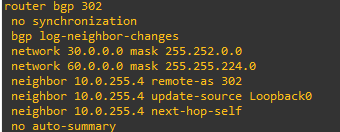 router bgp 302
no synchronization
bgp log-neighbor-changes
network 30.0.0.0 mask 255.252.0.0
network 60.0.0.0 mask 255.255.224.0
neighbor 10.0.255.4 remote-as 302
neighbor 10.0.255.4 update-source Loopback0
neighbor 10.0.255.4 next-hop-self
no auto-summary